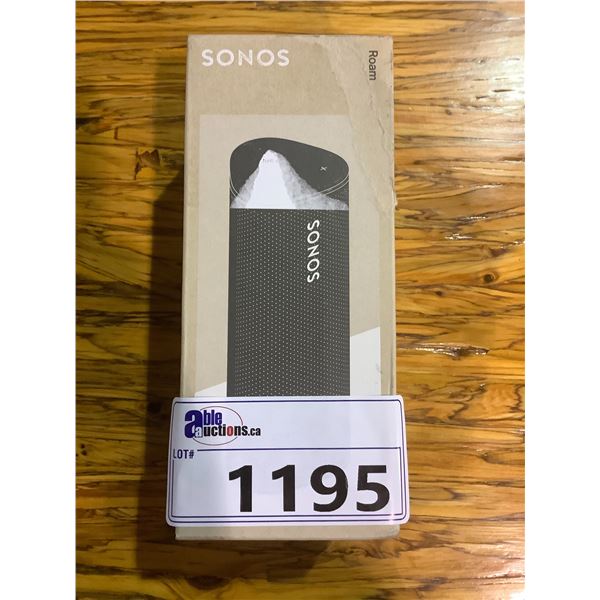 SONOS
Roam
SONOS
able
auctions.ca
LOT#
1195